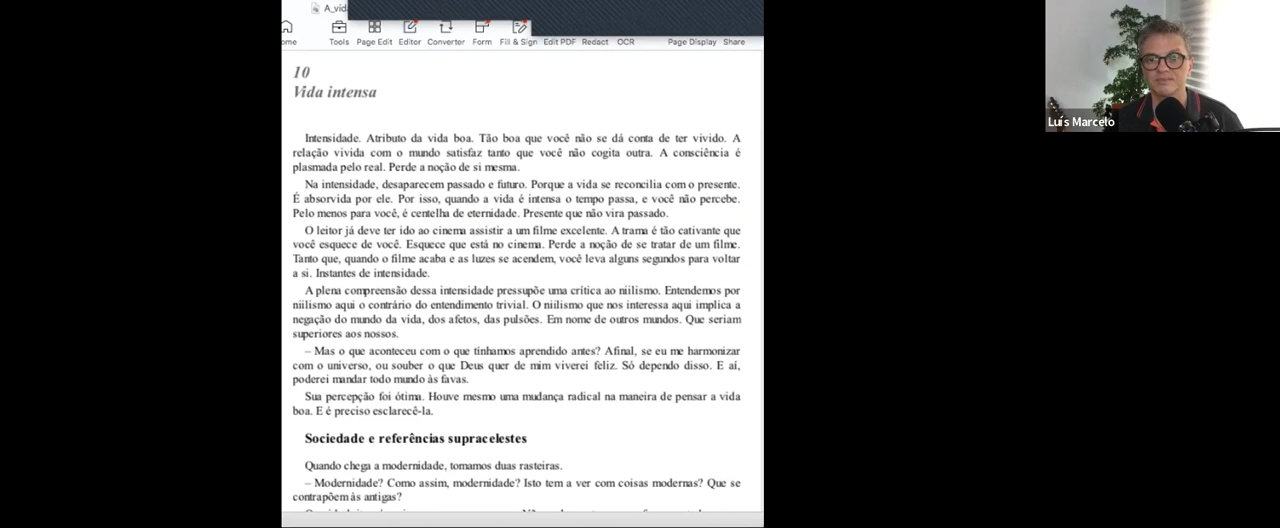 A_vid
ome Tools Page Edit Editor Converter Form Fill & Sign Edit PDF Redact OCR Page Display Share
Luís Marcelo
10
Vida intensa
Intensidade. Atributo da vida boa. Tão boa que você não se dá conta de ter vivido. A
relação vivida com o mundo satisfaz tanto que você não cogita outra. A consciência é
plasmada pelo real. Perde a noção de si mesma.
Na intensidade, desaparecem passado e futuro. Porque a vida se reconcilia com o presente.
É absorvida por ele. Por isso, quando a vida é intensa o tempo passa, e você não percebe.
Pelo menos para você, é centelha de eternidade. Presente que não vira passado.
O leitor já deve ter ido ao cinema assistir a um filme excelente. A trama é tão cativante que
você esquece de você. Esquece que está no cinema. Perde a noção de se tratar de um filme.
Tanto que, quando o filme acaba e as luzes se acendem, você leva alguns segundos para voltar
a si. Instantes de intensidade.
A plena compreensão dessa intensidade pressupõe uma crítica ao niilismo. Entendemos por
niilismo aqui o contrário do entendimento trivial. O niilismo que nos interessa aqui implica a
negação do mundo da vida, dos afetos, das pulsões. Em nome de outros mundos. Que seriam
superiores aos nossos.
– Mas o que aconteceu com o que tínhamos aprendido antes? Afinal, se eu me harmonizar
com o universo, ou souber o que Deus quer de mim viverei feliz. Só dependo disso. E aí,
poderei mandar todo mundo às favas.
Sua percepção foi ótima. Houve mesmo uma mudança radical na maneira de pensar a vida
boa. E é preciso esclarecê-la.
Sociedade e referências supracelestes
Quando chega a modernidade, tomamos duas rasteiras.
– Modernidade? Como assim, modernidade? Isto tem a ver com coisas modernas? Que se
contrapõem às antigas?